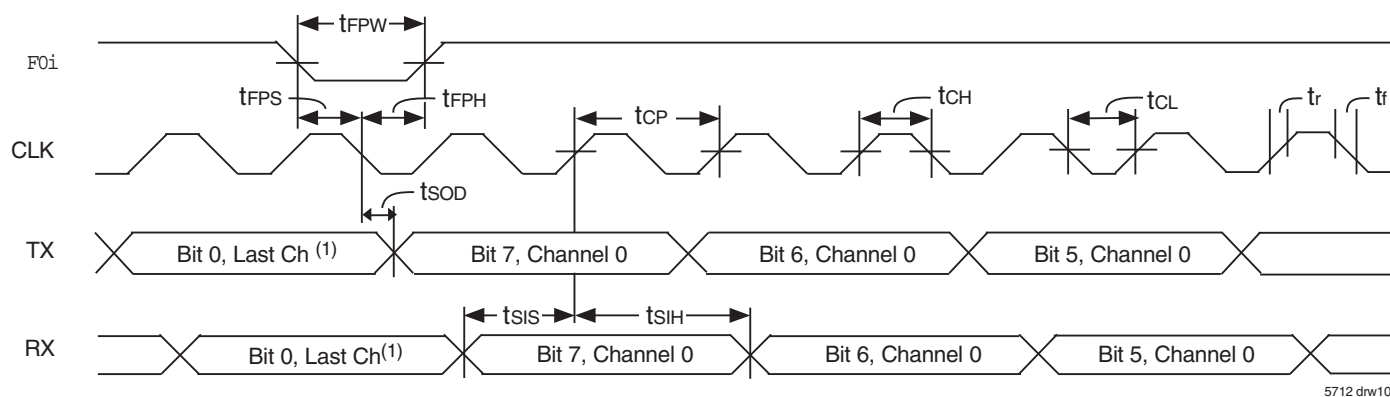 tFPW
F0i
tFPS
tFPH
tCP
tCH
tCL
tr
tf
CLK
tSOD
TX
Bit 0, Last Ch (1)
Bit 7, Channel 0
Bit 6, Channel 0
Bit 5, Channel 0
tSIS
tSIH
RX
Bit 0, Last Ch(1)
Bit 7, Channel 0
Bit 6, Channel 0
Bit 5, Channel 0
5712 drw10